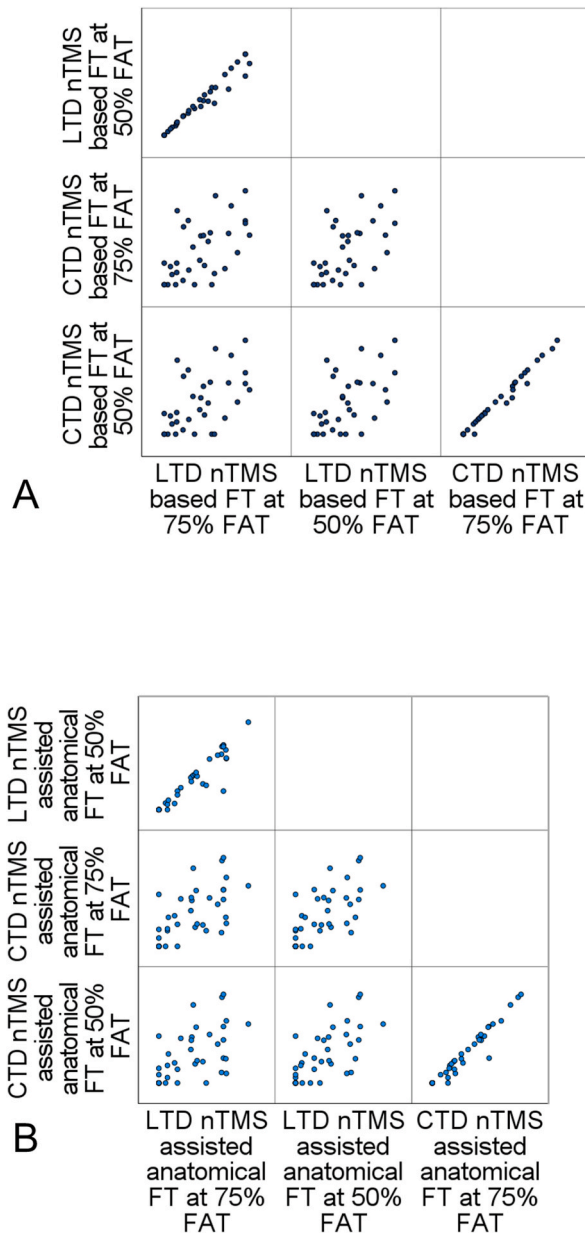 LTD nTMS
based FT at
50% FAT
CTD nTMS
based FT at
75% FAT
CTD nTMS
based FT at
50% FAT
LTD nTMS
based FT at
75% FAT
LTD nTMS
based FT at
50% FAT
CTD nTMS
based FT at
75% FAT
A
LTD nTMS
assisted
anatomical
FT at 50%
FAT
CTD nTMS
assisted
anatomical
FT at 75%
FAT
CTD nTMS
assisted
anatomical
FT at 50%
FAT
LTD nTMS
assisted
anatomical
FT at 75%
FAT
LTD nTMS
assisted
anatomical
FT at 50%
FAT
CTD nTMS
assisted
anatomical
FT at 75%
FAT
B